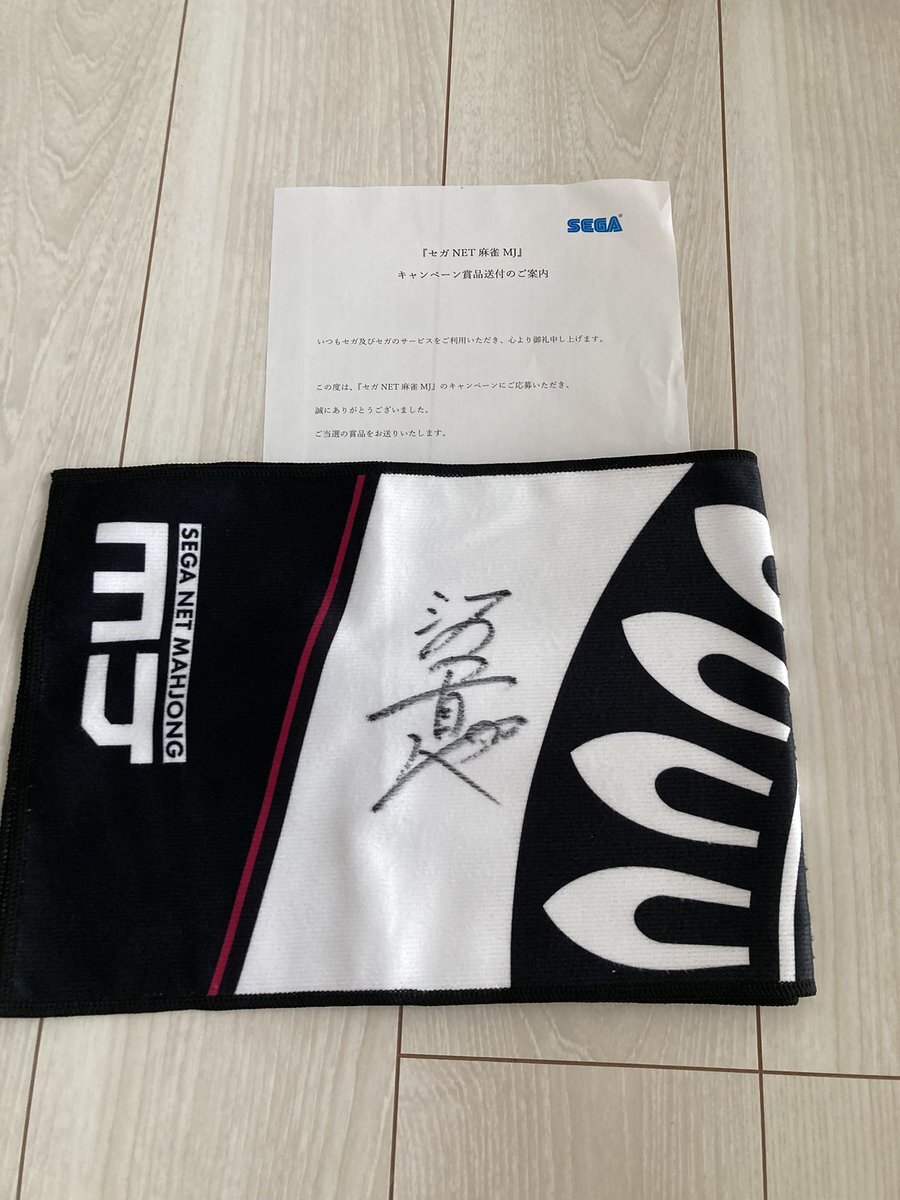 SEGA
『セガ NET 麻雀 MJ』
キャンペーン賞品送付のご案内
いつもセガ及びセガのサービスをご利用いただき、心より御礼申し上げます。
この度は、『セガ NET 麻雀 MJ』のキャンペーンにご応募いただき、
誠にありがとうございました。
ご当選の賞品をお送りいたします。
SEGA NET MAHJONG
MJ